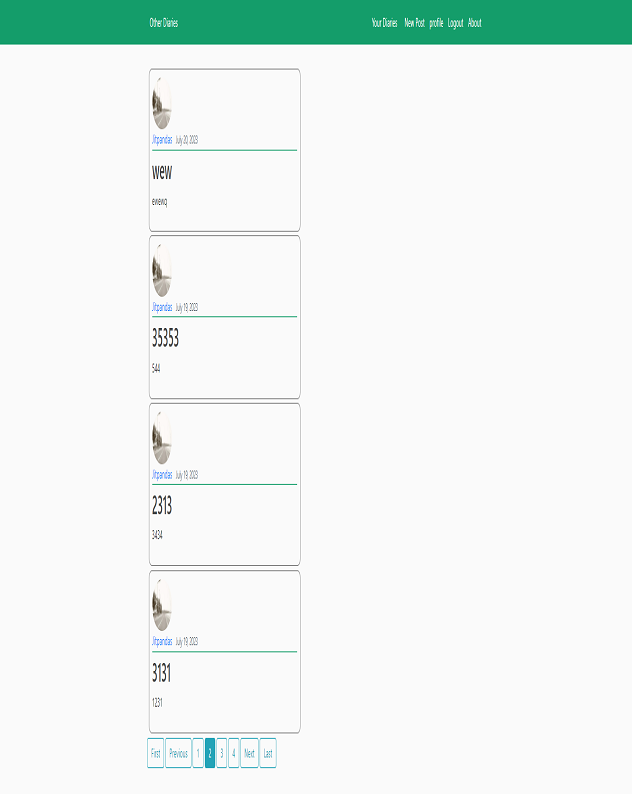 Other Diaries Your Diaries New Post profile Logout About
Jitpandas July 20, 2023
wew
ewewq
Jitpandas July 19, 2023
35353
544
Jitpandas July 19, 2023
2313
3434
Jitpandas July 19, 2023
3131
1231
First Previous 1 2 3 4 Next Last